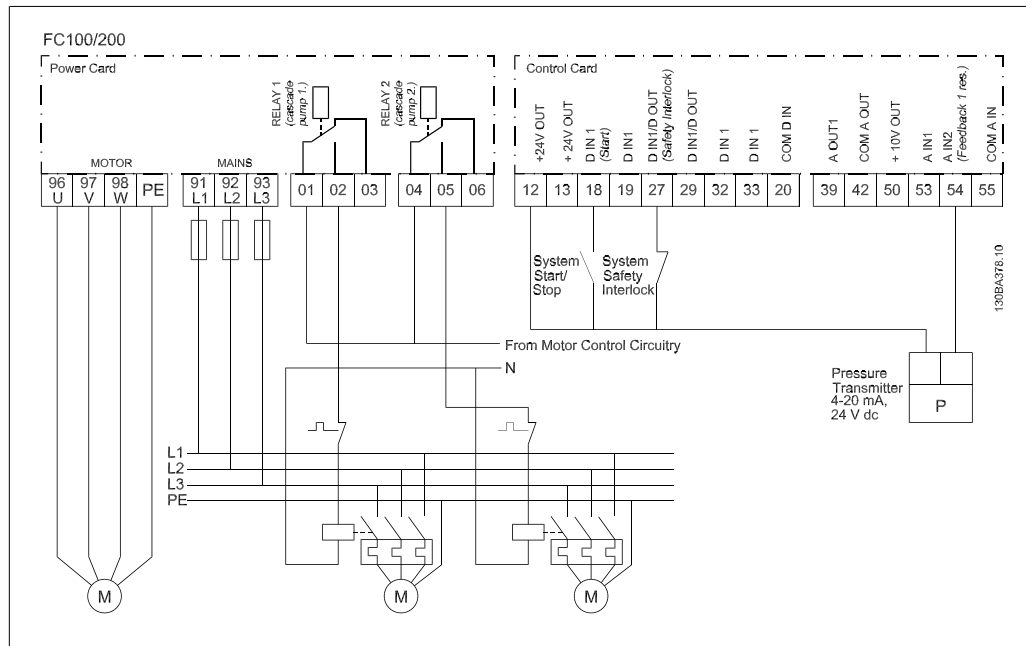 FC100/200
Power Card
Control Card
RELAY 1
(cascade
pump 1.)
RELAY 2
(cascade
pump 2.)
+24V OUT
+ 24V OUT
D IN 1
(Start)
D IN1
D IN1/D OUT
(Safety Interlock)
D IN1/D OUT
D IN 1
D IN 1
COM D IN
A OUT1
COM A OUT
+ 10V OUT
A IN1
A IN2
(Feedback 1 res.)
COM A IN
MOTOR
MAINS
96 97 98 PE
U V W
91 92 93
L1 L2 L3
01 02 03
04 05 06
12 13 18 19 27 29 32 33 20
39 42 50 53 54 55
System
Start/
Stop
System
Safety
Interlock
130BA378.10
From Motor Control Circuitry
N
Pressure
Transmitter
4-20 mA,
24 V dc
P
L1
L2
L3
PE
M
M
M